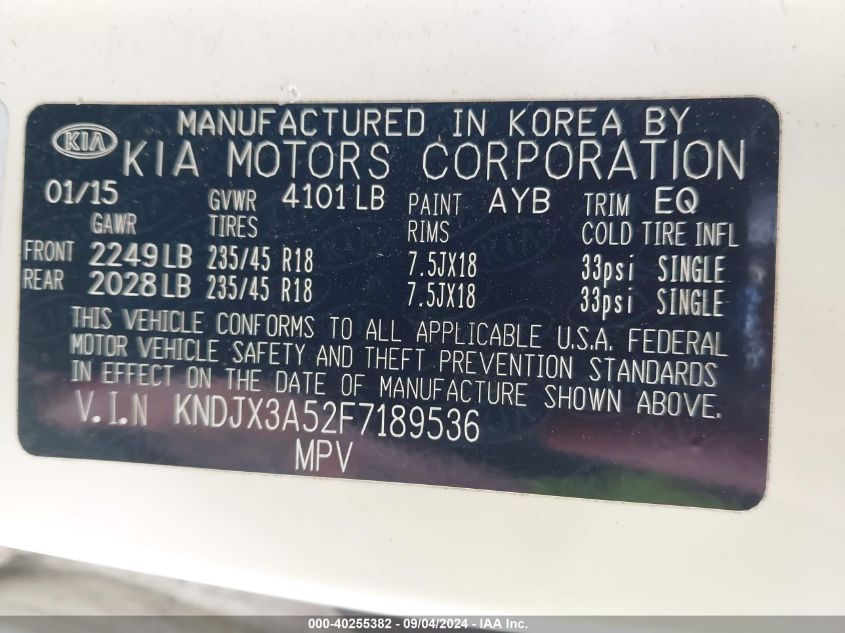 MANUFACTURED IN KOREA BY
KIA KIA MOTORS CORPORATION
01/15 GVWR 4101 LB PAINT AYB TRIM EQ
GAWR TIRES RIMS COLD TIRE INFL
FRONT 2249 LB 235/45 R18 7.5JX18 33psi SINGLE
REAR 2028 LB 235/45 R18 7.5JX18 33psi SINGLE
THIS VEHICLE CONFORMS TO ALL APPLICABLE U.S.A. FEDERAL
MOTOR VEHICLE SAFETY AND THEFT PREVENTION STANDARDS
IN EFFECT ON THE DATE OF MANUFACTURE SHOWN ABOVE.
V.I.N KNDJX3A52F7189536
MPV
000-40255382 - 09/04/2024 - IAA Inc.